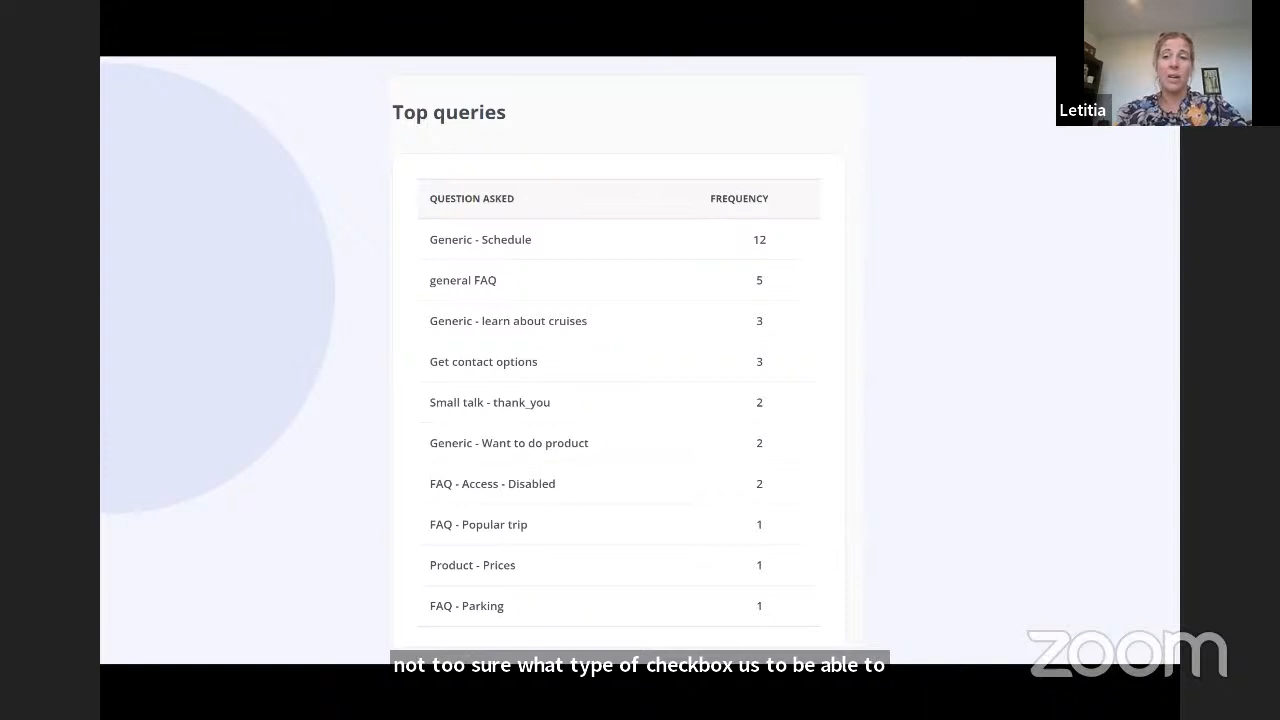 Top queries
Letitia
QUESTION ASKED FREQUENCY
Generic - Schedule 12
general FAQ 5
Generic - learn about cruises 3
Get contact options 3
Small talk - thank_you 2
Generic - Want to do product 2
FAQ - Access - Disabled 2
FAQ - Popular trip 1
Product - Prices 1
FAQ - Parking 1
not too sure what type of checkbox us to be able to
zoom